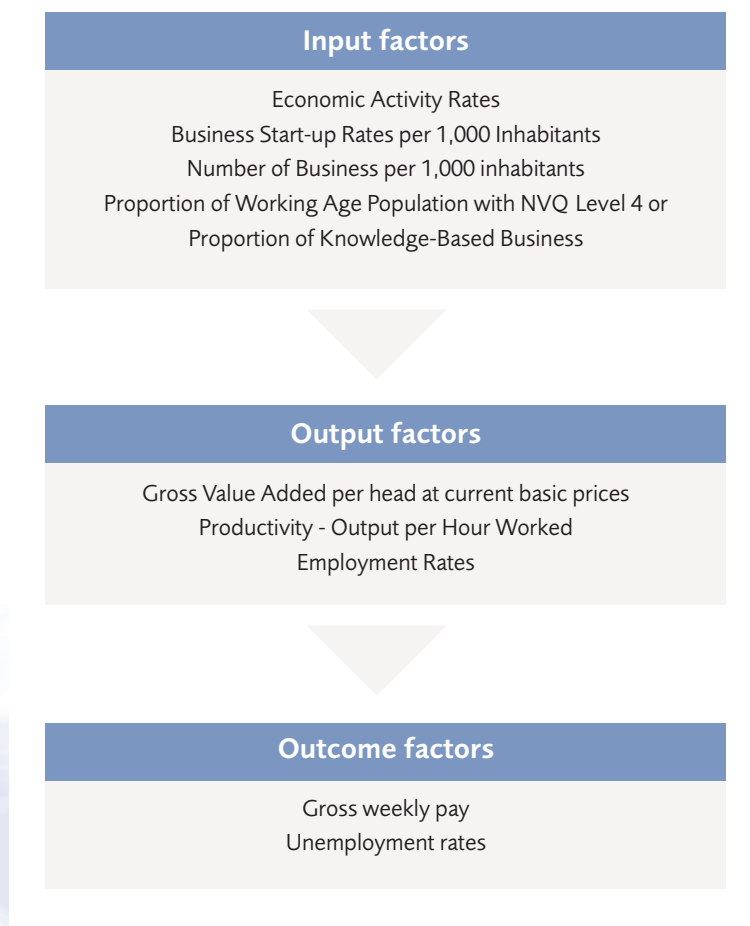 Input factors
Economic Activity Rates
Business Start-up Rates per 1,000 Inhabitants
Number of Business per 1,000 inhabitants
Proportion of Working Age Population with NVQ Level 4 or
Proportion of Knowledge-Based Business
Output factors
Gross Value Added per head at current basic prices
Productivity - Output per Hour Worked
Employment Rates
Outcome factors
Gross weekly pay
Unemployment rates